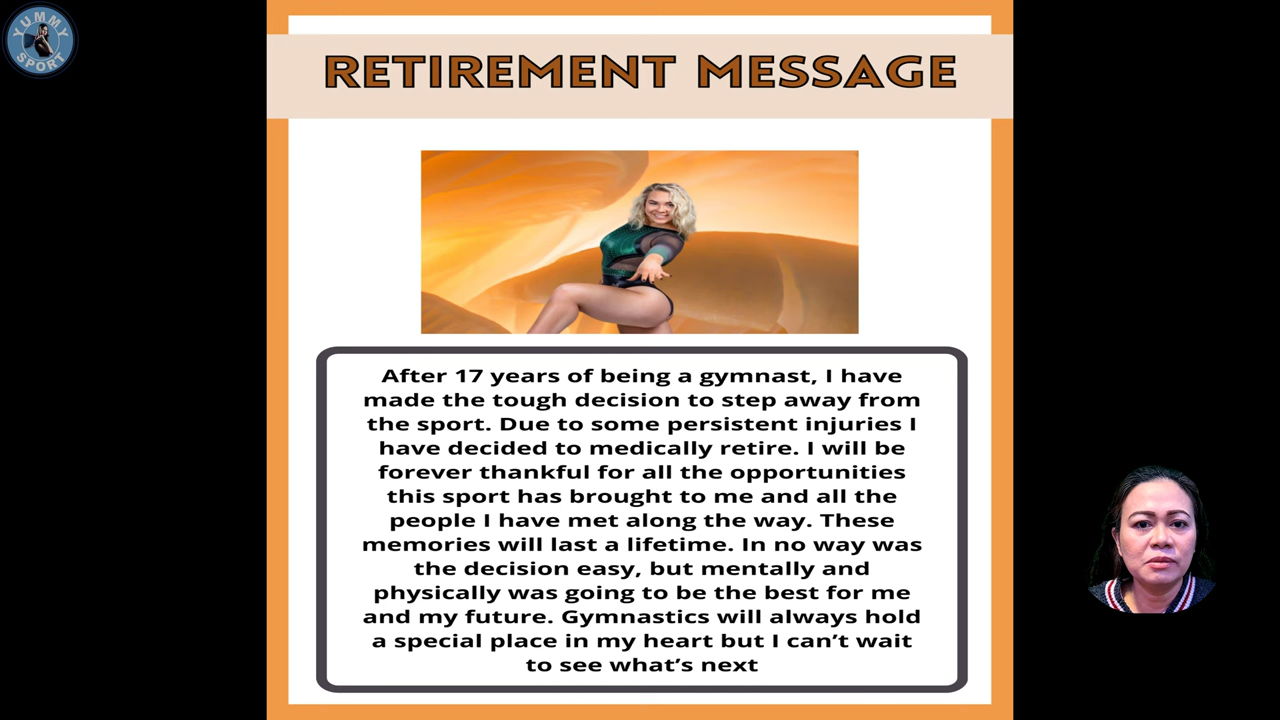 YUMMY
SPORT
RETIREMENT MESSAGE
After 17 years of being a gymnast, I have
made the tough decision to step away from
the sport. Due to some persistent injuries I
have decided to medically retire. I will be
forever thankful for all the opportunities
this sport has brought to me and all the
people I have met along the way. These
memories will last a lifetime. In no way was
the decision easy, but mentally and
physically was going to be the best for me
and my future. Gymnastics will always hold
a special place in my heart but I can’t wait
to see what’s next